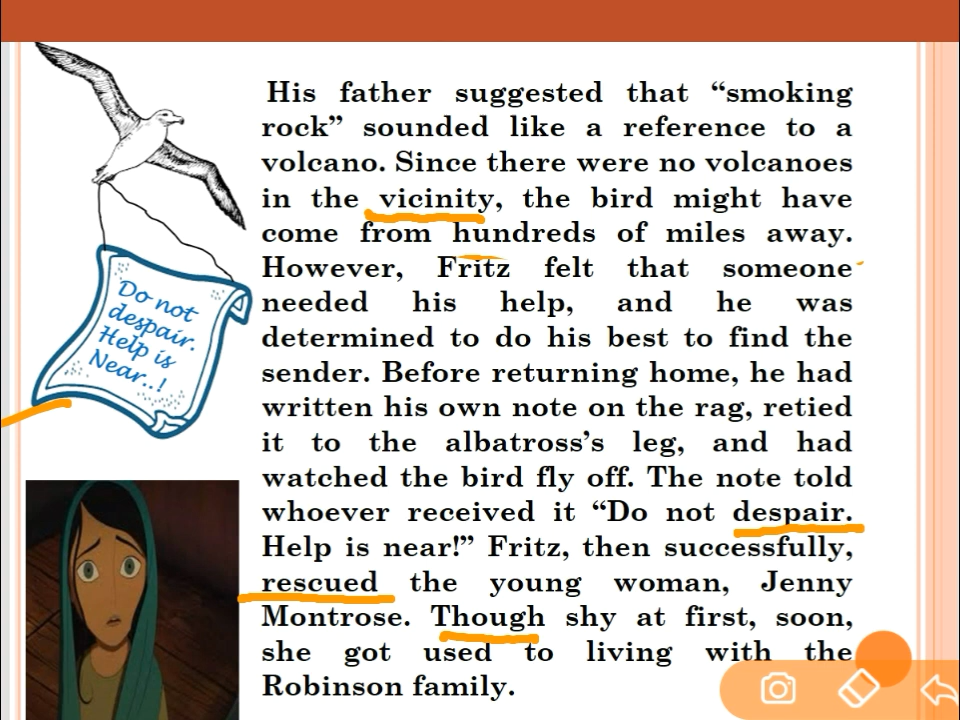 His father suggested that “smoking
rock” sounded like a reference to a
volcano. Since there were no volcanoes
in the vicinity, the bird might have
come from hundreds of miles away.
However, Fritz felt that someone
needed his help, and he was
determined to do his best to find the
sender. Before returning home, he had
written his own note on the rag, retied
it to the albatross’s leg, and had
watched the bird fly off. The note told
whoever received it “Do not despair.
Help is near!” Fritz, then successfully,
rescued the young woman, Jenny
Montrose. Though shy at first, soon,
she got used to living with the
Robinson family.
Do not
despair.
Help is
Near..!